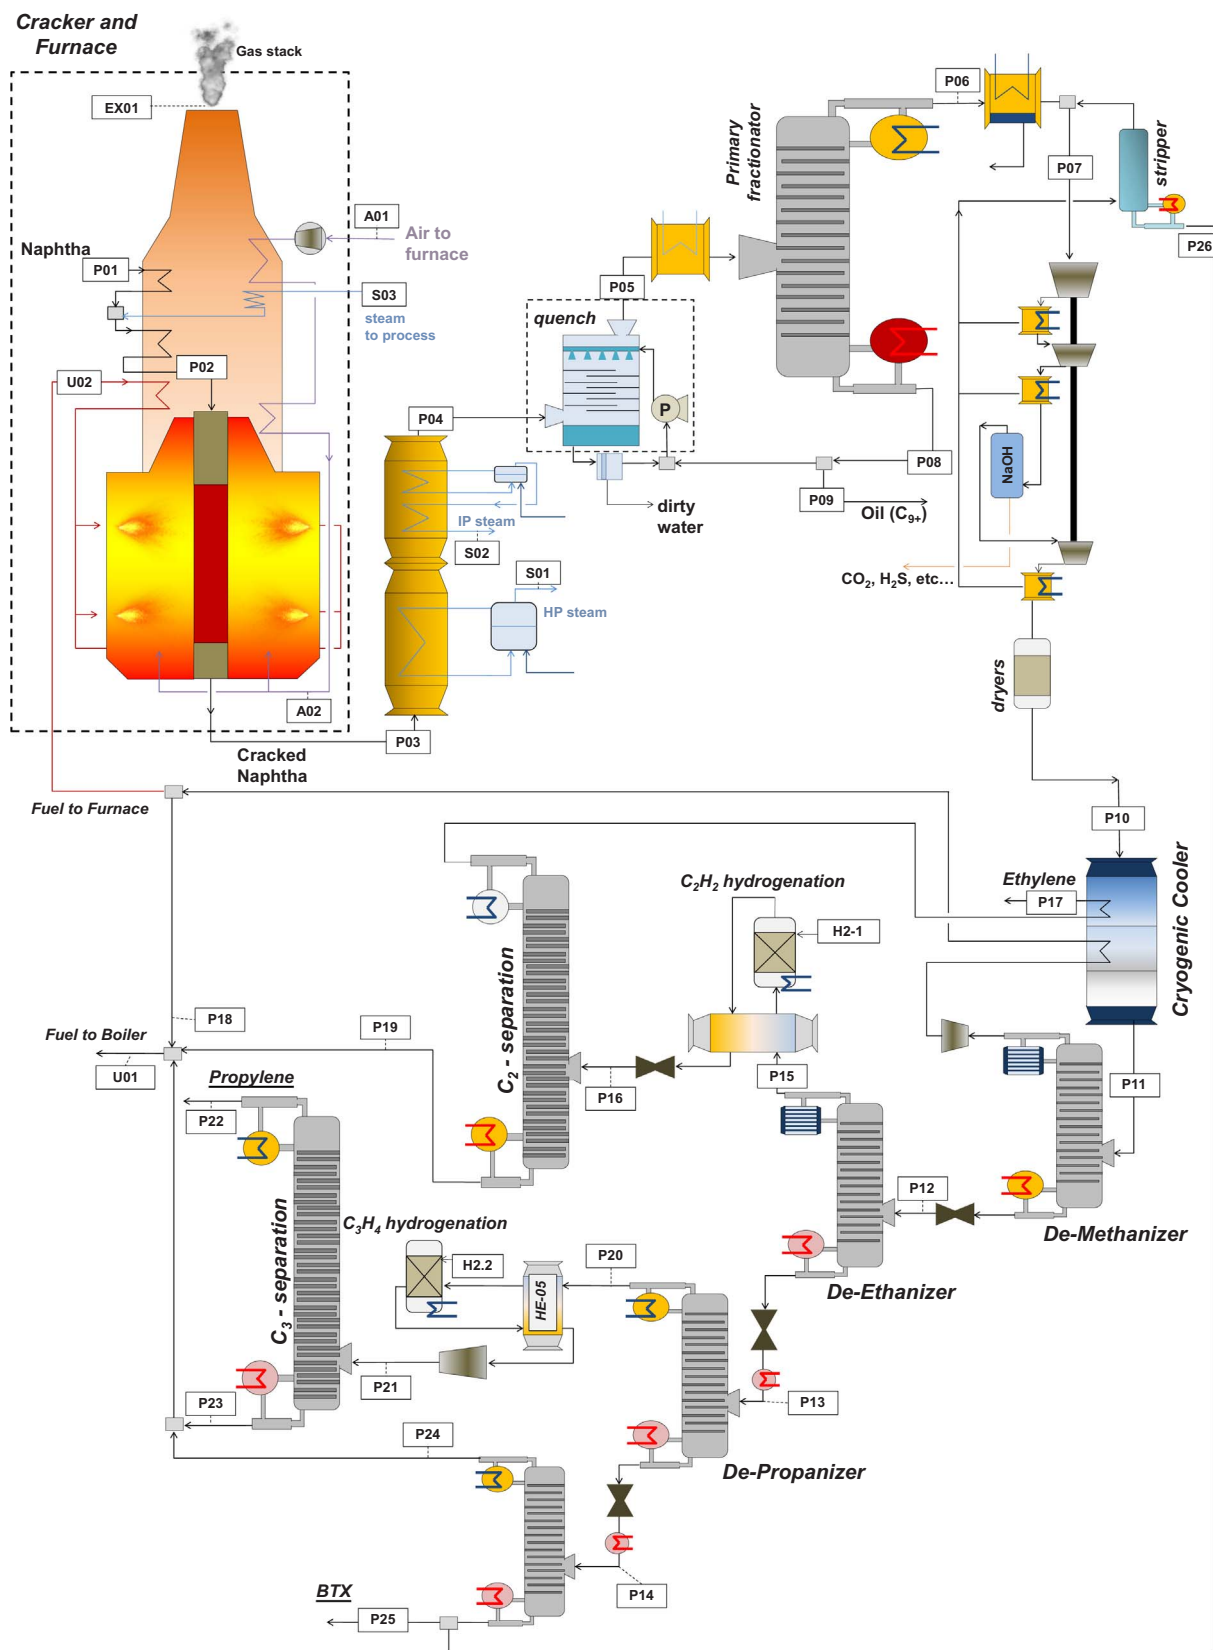 Cracker and
Furnace
Gas stack
EX01
A01
Air to
furnace
Naphtha
P01
S03
steam
to process
U02
P02
A02
Cracked
Naphtha
P03
P04
IP steam
S02
S01
HP steam
quench
P05
P
dirty
water
P09
Oil (C9+)
P08
Primary
fractionator
P06
P07
stripper
P26
NaOH
CO2, H2S, etc...
dryers
P10
Fuel to Furnace
Ethylene
P17
Cryogenic Cooler
C2H2 hydrogenation
H2-1
C2 - separation
P18
P19
Fuel to Boiler
U01
P15
P16
P11
P12
De-Methanizer
De-Ethanizer
Propylene
P22
C3 - separation
C3H4 hydrogenation
H2.2
HE-05
P20
P21
P23
P13
De-Propanizer
P24
P14
BTX
P25